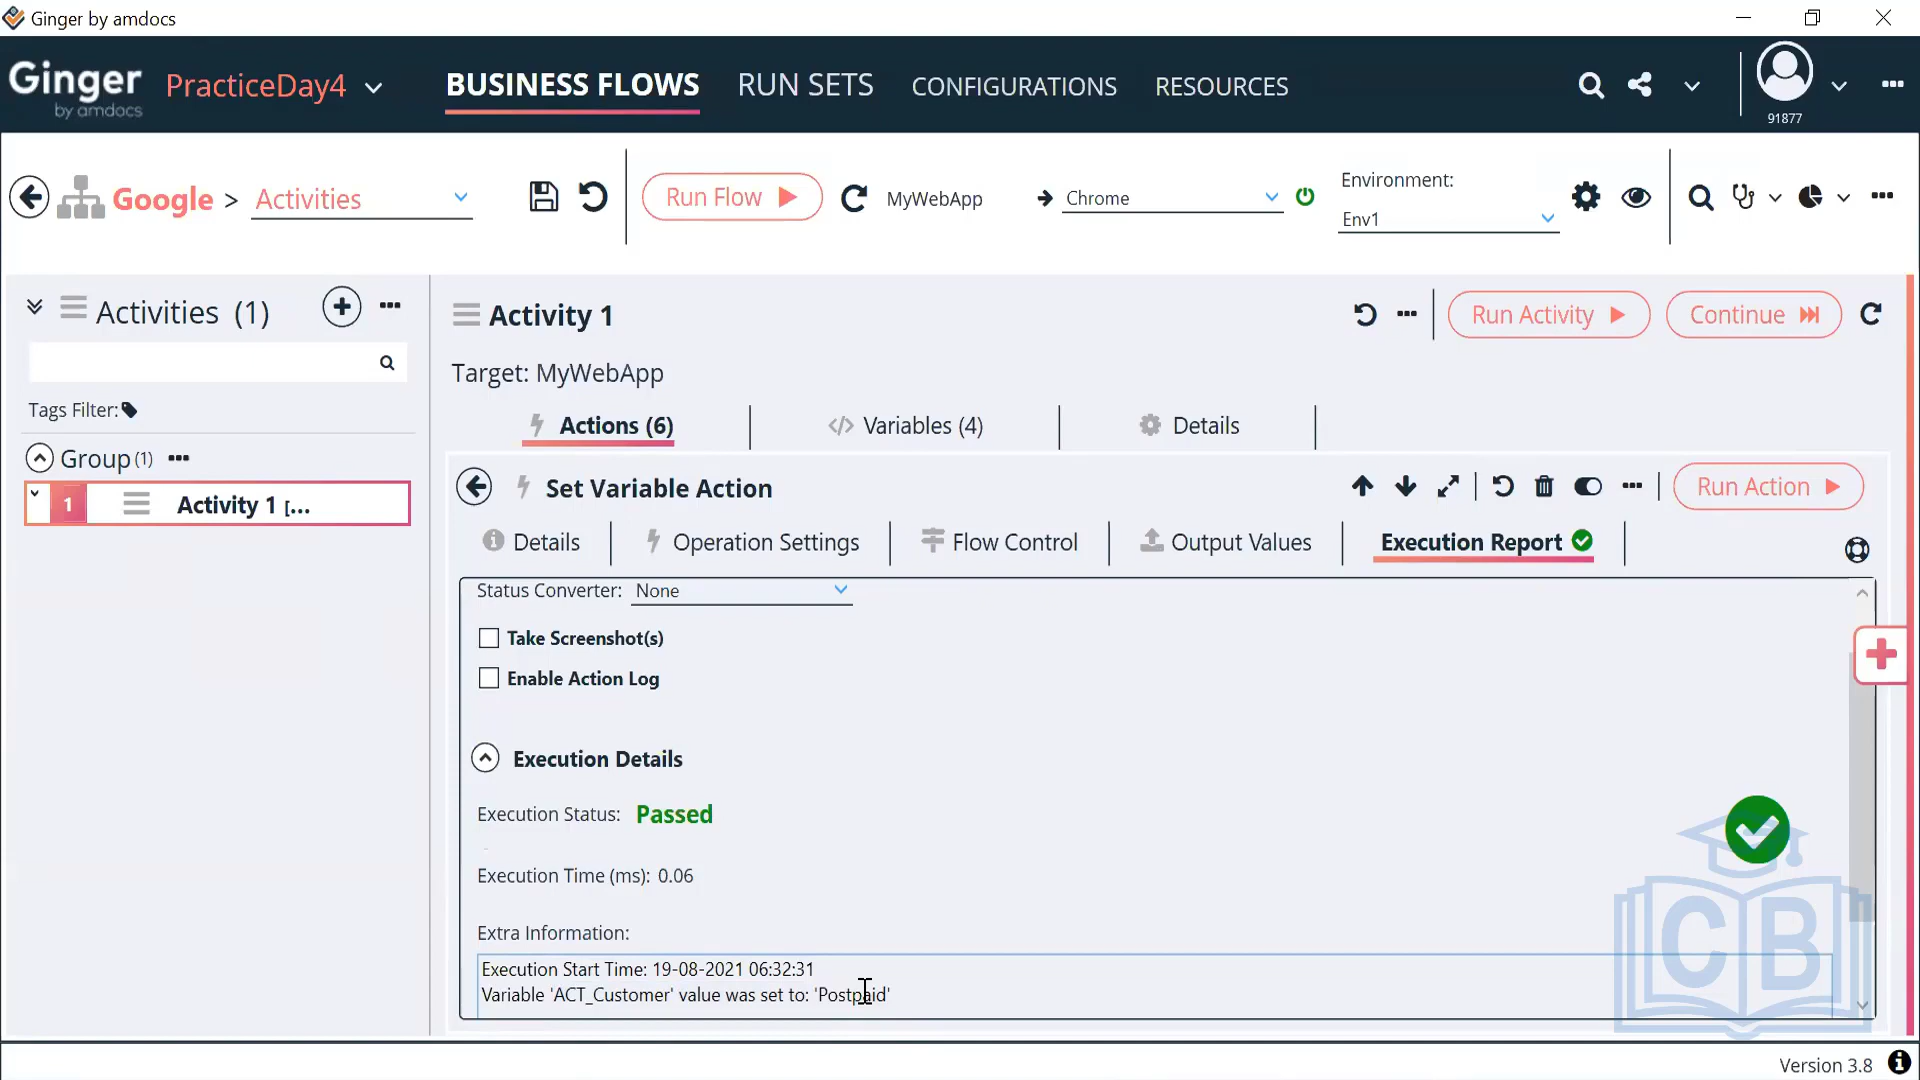 Ginger by amdocs
Ginger by amdocs PracticeDay4 BUSINESS FLOWS RUN SETS CONFIGURATIONS RESOURCES
91877
Google > Activities Run Flow MyWebApp Chrome Environment: Env1
Activities (1)
Tags Filter:
Group (1)
1 Activity 1 [...
Activity 1 Run Activity Continue
Target: MyWebApp
Actions (6) Variables (4) Details
Set Variable Action Run Action
Details Operation Settings Flow Control Output Values Execution Report
Status Converter: None
Take Screenshot(s)
Enable Action Log
Execution Details
Execution Status: Passed
Execution Time (ms): 0.06
Extra Information:
Execution Start Time: 19-08-2021 06:32:31
Variable 'ACT_Customer' value was set to: 'Postpaid'
CB
Version 3.8